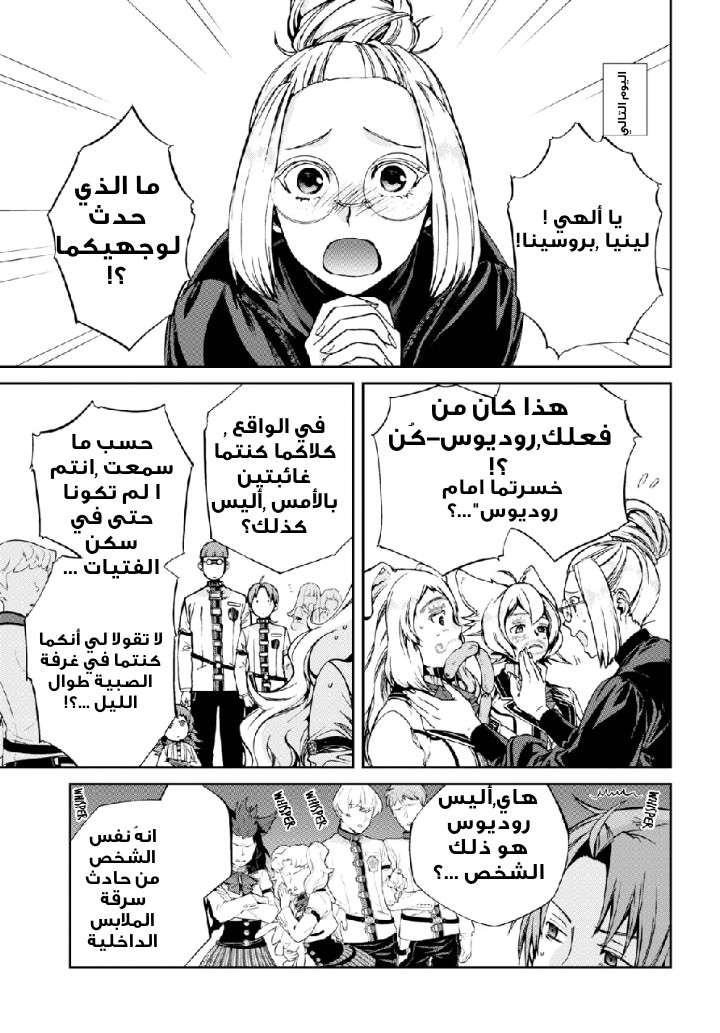 اليوم التالي
يا ألهي !
لينيا ,بروسينا!
ما الذي
حدث
لوجهيكما
؟!
هذا كان من
فعلك,روديوس–كُن
؟!
خسرتما امام
روديوس"...؟
في الواقع ,
كلاكما كنتما
غائبتين
بالأمس ,أليس
كذلك؟
حسب ما
سمعت ,انتم
ا لم تكونا
حتى في
سكن
الفتيات ...
لا تقولا لي أنكما
كنتما في غرفة
الصبية طوال
الليل ...؟!
WHISPER
هاي,أليس
روديوس
هو ذلك
الشخص ...؟
WHISPER
WHISPER
WHISPER
انهُ نفس
الشخص
من حادث
سرقة
الملابس
الداخلية